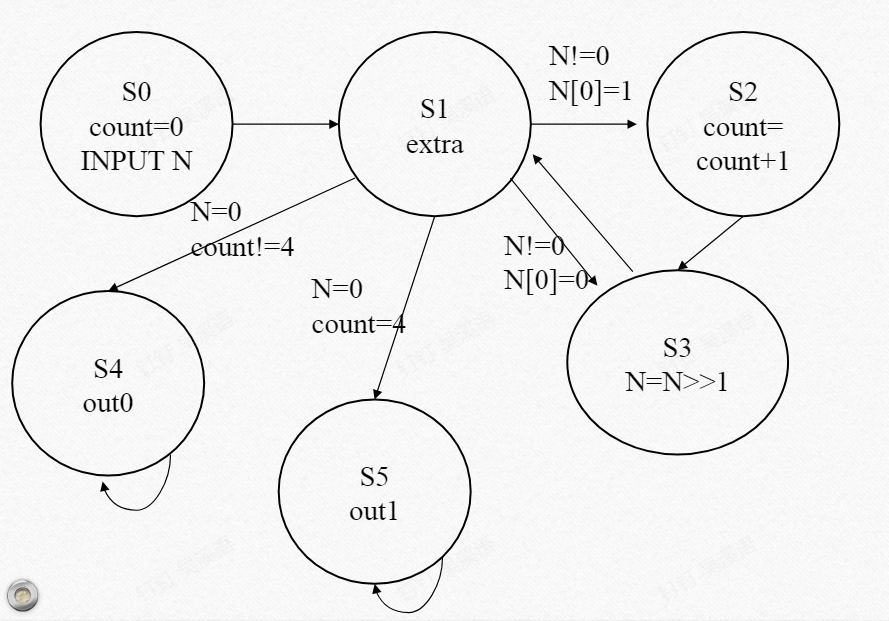 S0
count=0
INPUT N
S1
extra
N!=0
N[0]=1
S2
count=
count+1
N=0
count!=4
N=0
count=4
N!=0
N[0]=0
S3
N=N>>1
S4
out0
S5
out1